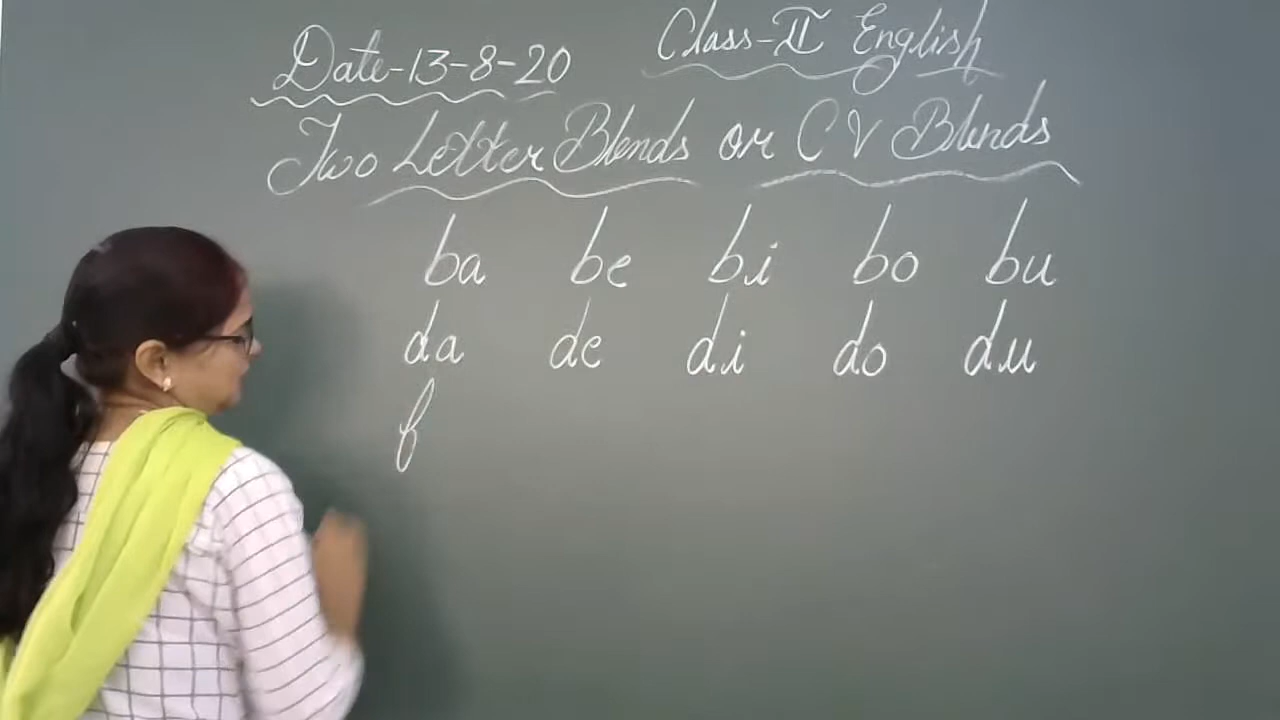 Date-13-8-20 Class-II English
Two Letter Blends or CV Blends
ba be bi bo bu
da de di do du
f